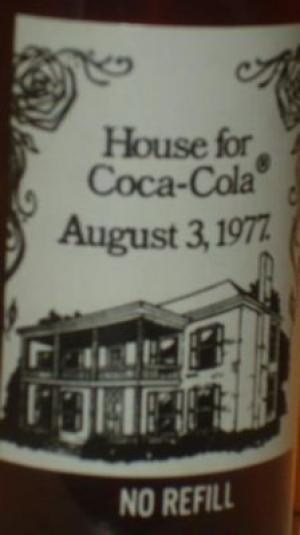 House for
Coca-Cola®
August 3, 1977.
NO REFILL